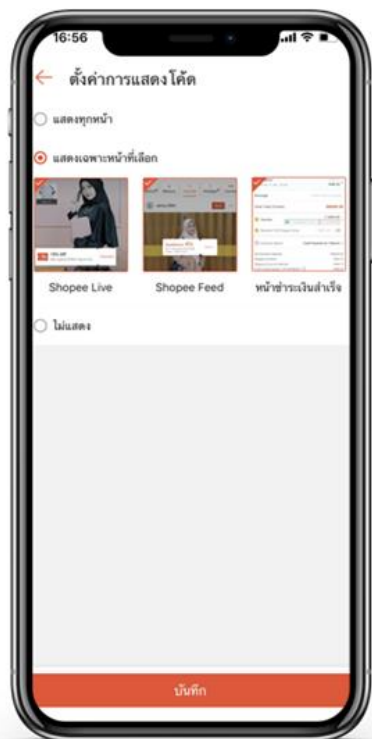 16:56
ตั้งค่าการแสดงโค้ด
แสดงทุกหน้า
แสดงเฉพาะหน้าที่เลือก
Shopee Live
Shopee Feed
หน้าชำระเงินสำเร็จ
ไม่แสดง
บันทึก